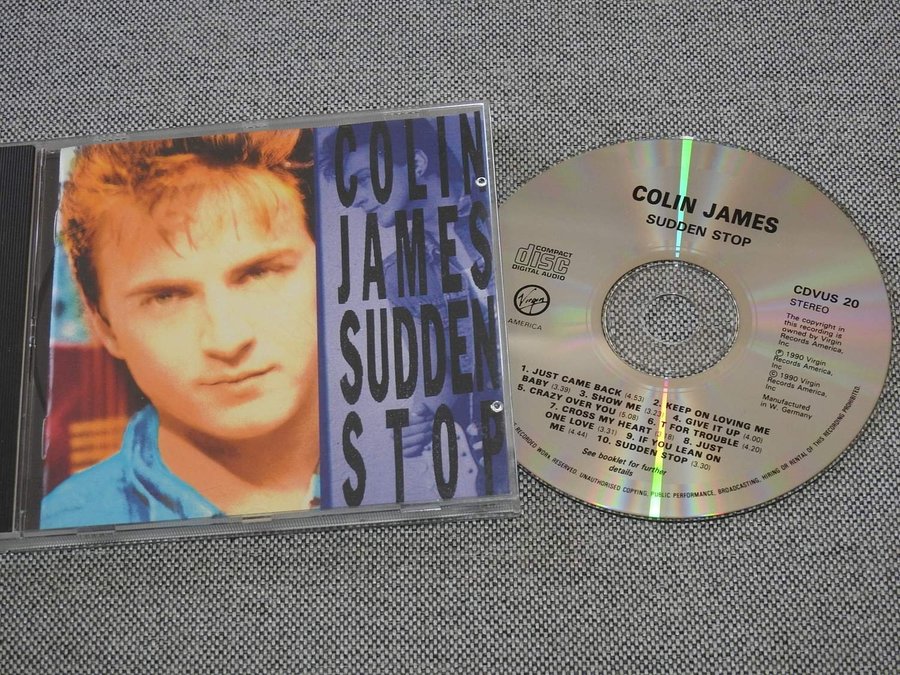 COLIN
JAMES
SUDDEN
STOP
COLIN JAMES
SUDDEN STOP
COMPACT
disc
DIGITAL AUDIO
Virgin
AMERICA
CDVUS 20
STEREO
The copyright in
this recording is
owned by Virgin
Records America,
Inc
℗ 1990 Virgin
Records America,
Inc
© 1990 Virgin
Records America,
Inc
Manufactured
in W. Germany
1. JUST CAME BACK (4.53) 2. KEEP ON LOVING ME
BABY (3.39) 3. SHOW ME (3.23) 4. GIVE IT UP (4.00)
5. CRAZY OVER YOU (5.08) 6. T FOR TROUBLE (4.20)
7. CROSS MY HEART (3.18) 8. JUST
ONE LOVE (3.31) 9. IF YOU LEAN ON
ME (4.44) 10. SUDDEN STOP (3.30)
See booklet for further
details
RECORDED WORK RESERVED. UNAUTHORISED COPYING, PUBLIC PERFORMANCE, BROADCASTING, HIRING OR RENTAL OF THIS RECORDING PROHIBITED.